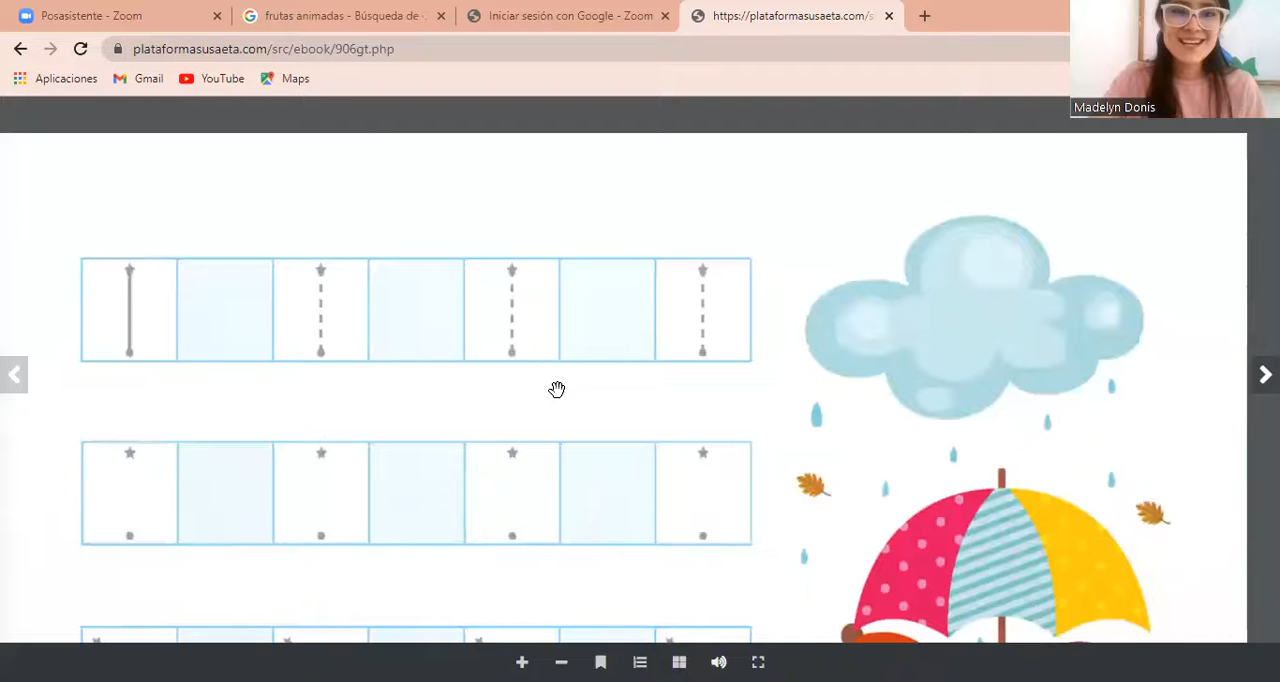 Posasistente - Zoom
frutas animadas - Búsqueda de
Iniciar sesión con Google - Zoom
https://plataformasusaeta.com/s
plataformasusaeta.com/src/ebook/906gt.php
Aplicaciones Gmail YouTube Maps
Madelyn Donis